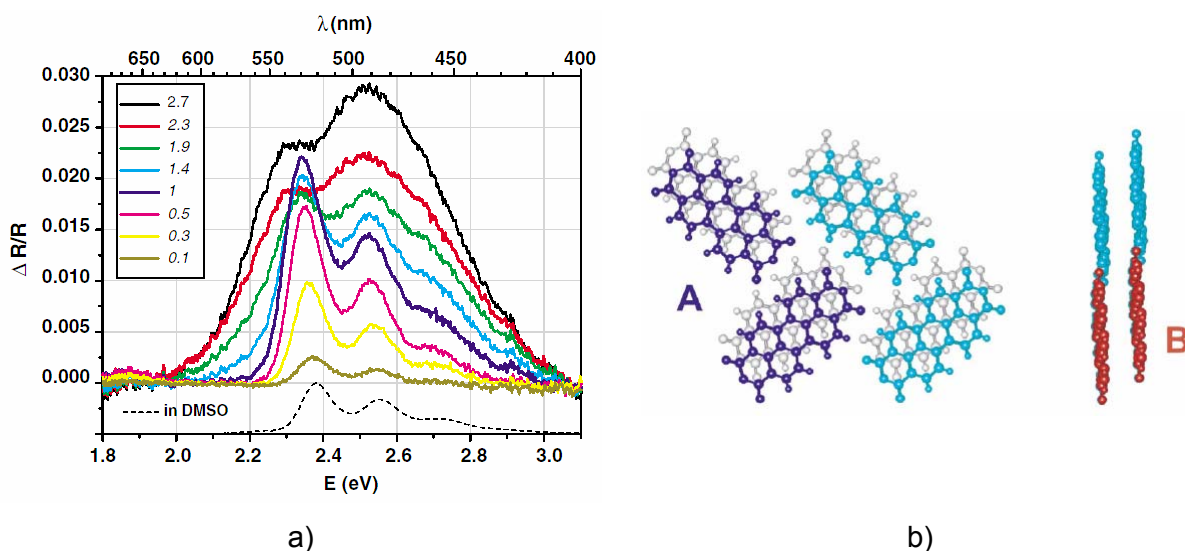 λ(nm)
650 600 550 500 450 400
0.030
0.025
0.020
0.015
0.010
0.005
0.000
Δ R/R
2.7
2.3
1.9
1.4
1
0.5
0.3
0.1
in DMSO
1.8 2.0 2.2 2.4 2.6 2.8 3.0
E (eV)
a)
A
B
b)